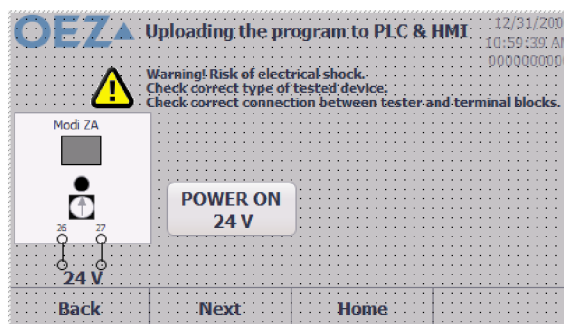 OEZ
Uploading the program to PLC & HMI
12/31/200
10:59:39 AM
Warning! Risk of electrical shock.
Check correct type of tested device.
Check correct connection between tester and terminal blocks.
Modi ZA
POWER ON
24 V
26 27
24 V
Back Next Home